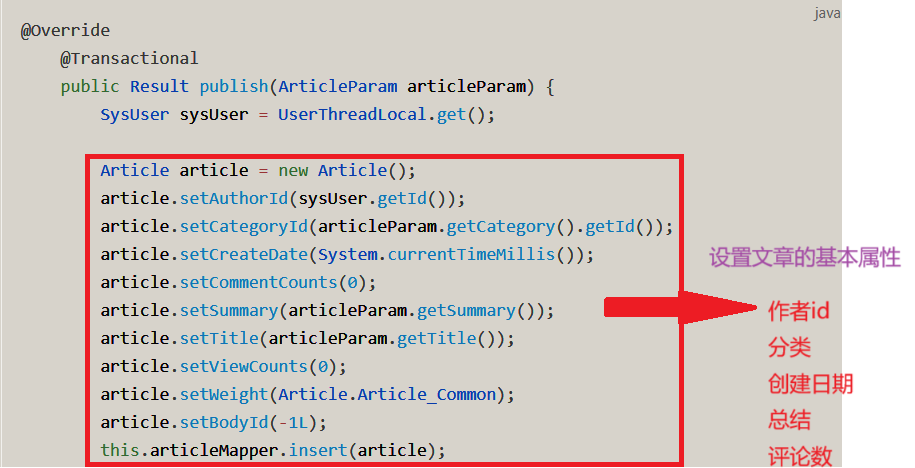 java
@Override
@Transactional
public Result publish(ArticleParam articleParam) {
SysUser sysUser = UserThreadLocal.get();
Article article = new Article();
article.setAuthorId(sysUser.getId());
article.setCategoryId(articleParam.getCategory().getId());
article.setCreateDate(System.currentTimeMillis());
article.setCommentCounts(0);
article.setSummary(articleParam.getSummary());
article.setTitle(articleParam.getTitle());
article.setViewCounts(0);
article.setWeight(Article.Article_Common);
article.setBodyId(-1L);
this.articleMapper.insert(article);
设置文章的基本属性
作者id
分类
创建日期
总结
评论数